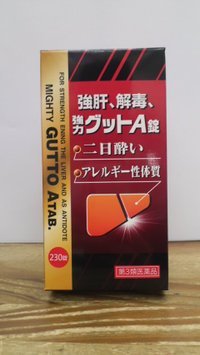 強肝、解毒、
強力グットA錠
二日酔い
アレルギー性体質
第3類医薬品
FOR STRENGTH ENING THE LIVER AND AS ANTIDOTE
MIGHTY GUTTO A TAB.
230錠